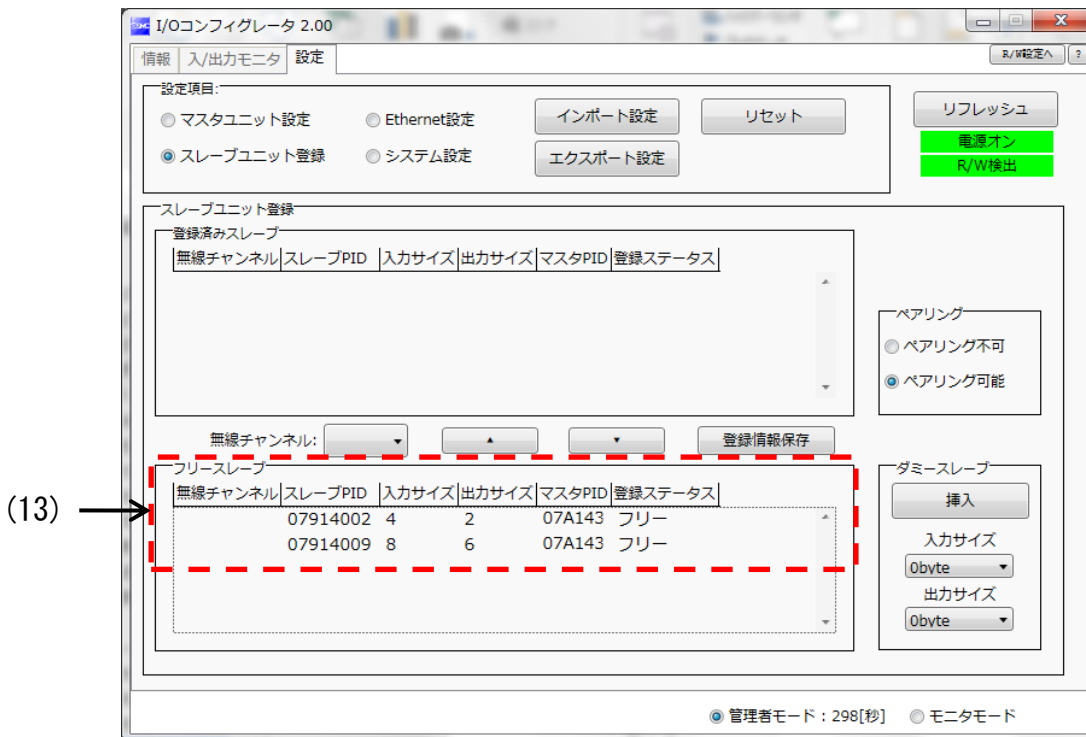 SMC I/Oコンフィグレータ 2.00
情報 入/出力モニタ 設定 R/W設定へ ?
設定項目:
マスタユニット設定 Ethernet設定 インポート設定 リセット リフレッシュ
電源オン
スレーブユニット登録 システム設定 エクスポート設定 R/W検出
スレーブユニット登録
登録済みスレーブ
無線チャンネル スレーブPID 入力サイズ 出力サイズ マスタPID 登録ステータス
ペアリング
ペアリング不可
ペアリング可能
無線チャンネル: 登録情報保存
フリースレーブ ダミースレーブ
無線チャンネル スレーブPID 入力サイズ 出力サイズ マスタPID 登録ステータス 挿入
(13)
07914002 4 2 07A143 フリー
07914009 8 6 07A143 フリー 入力サイズ
0byte
出力サイズ
0byte
管理者モード：298[秒] モニタモード